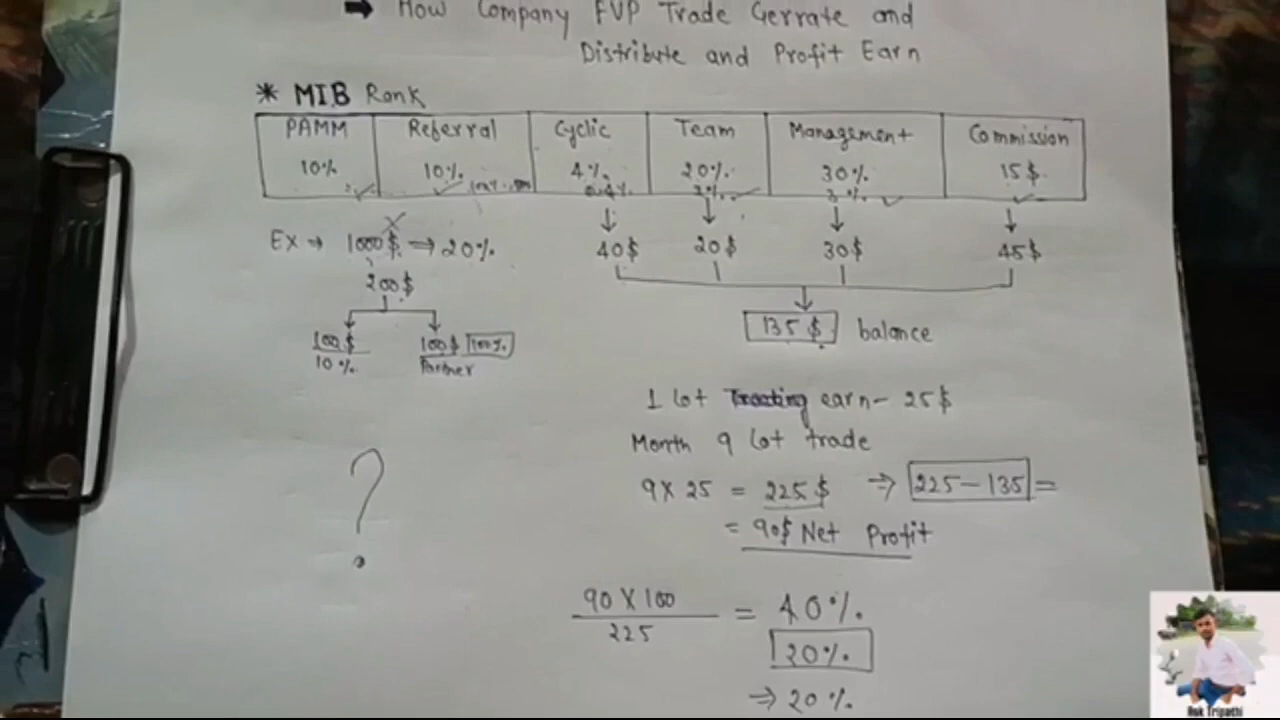 ➡ How Company FVP Trade Gerrate and
Distribute and Profit Earn
* MIB Rank
PAMM Referral Cyclic Team Management Commission
10% 10% 4% 20% 30% 15$
Ex → 1000$ ⇒ 20% 40$ 20$ 30$ 45$
200$
135$ balance
100$ 100$ 100%
10% Partner
1 Lot Trading earn- 25$
Month 9 Lot trade
9 X 25 = 225$ ⇒ 225-135 =
= 90$ Net Profit
?
90 X 100 = 40%
225
20%
⇒ 20%
Alok Tripathi